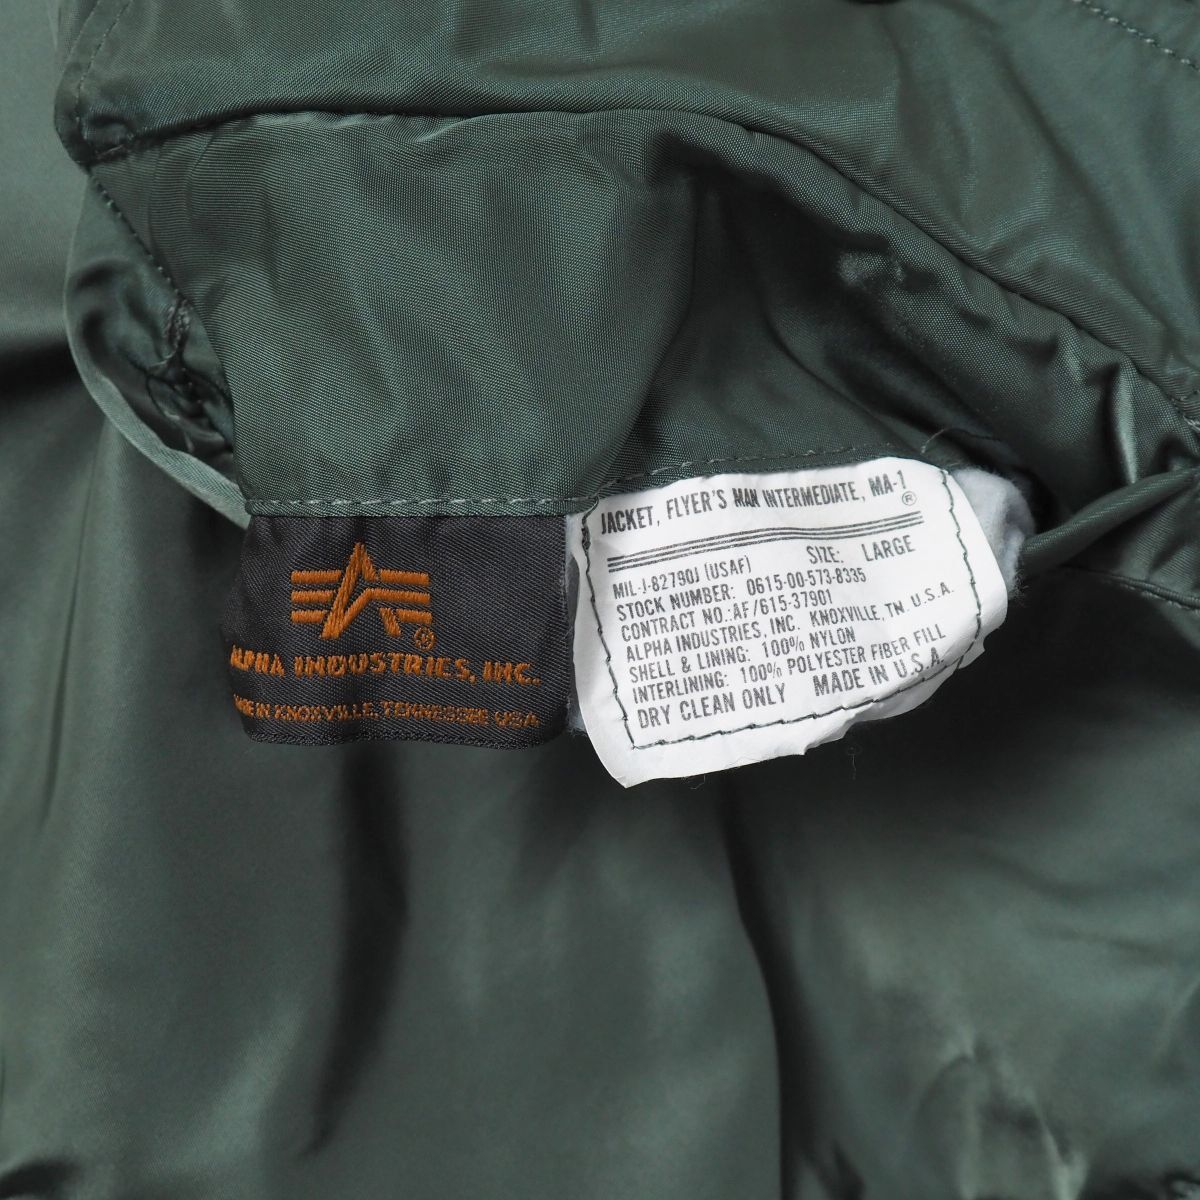 ALPHA INDUSTRIES, INC.
MADE IN KNOXVILLE, TENNESSEE USA
JACKET, FLYER'S MAN INTERMEDIATE, MA-1
®
MIL-J-82790J (USAF) SIZE: LARGE
STOCK NUMBER: 0615-00-573-8335
CONTRACT NO.: AF/615-37901
ALPHA INDUSTRIES, INC. KNOXVILLE, TN. U.S.A.
SHELL & LINING: 100% NYLON
INTERLINING: 100% POLYESTER FIBER FILL
DRY CLEAN ONLY MADE IN U.S.A.